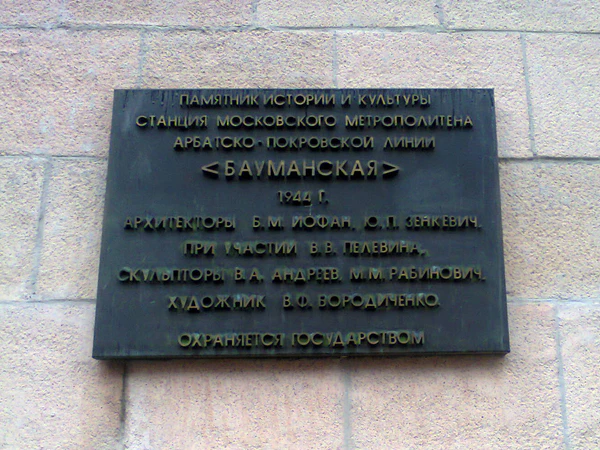 ПАМЯТНИК ИСТОРИИ И КУЛЬТУРЫ
СТАНЦИЯ МОСКОВСКОГО МЕТРОПОЛИТЕНА
АРБАТСКО-ПОКРОВСКОЙ ЛИНИИ
<БАУМАНСКАЯ>
1944 Г.
АРХИТЕКТОРЫ Б.М. ИОФАН, Ю.П. ЗЕНКЕВИЧ.
ПРИ УЧАСТИИ В.В. ПЕЛЕВИНА,
СКУЛЬПТОРЫ В.А. АНДРЕЕВ, М.М. РАБИНОВИЧ,
ХУДОЖНИК В.Ф. БОРОДИЧЕНКО.
ОХРАНЯЕТСЯ ГОСУДАРСТВОМ